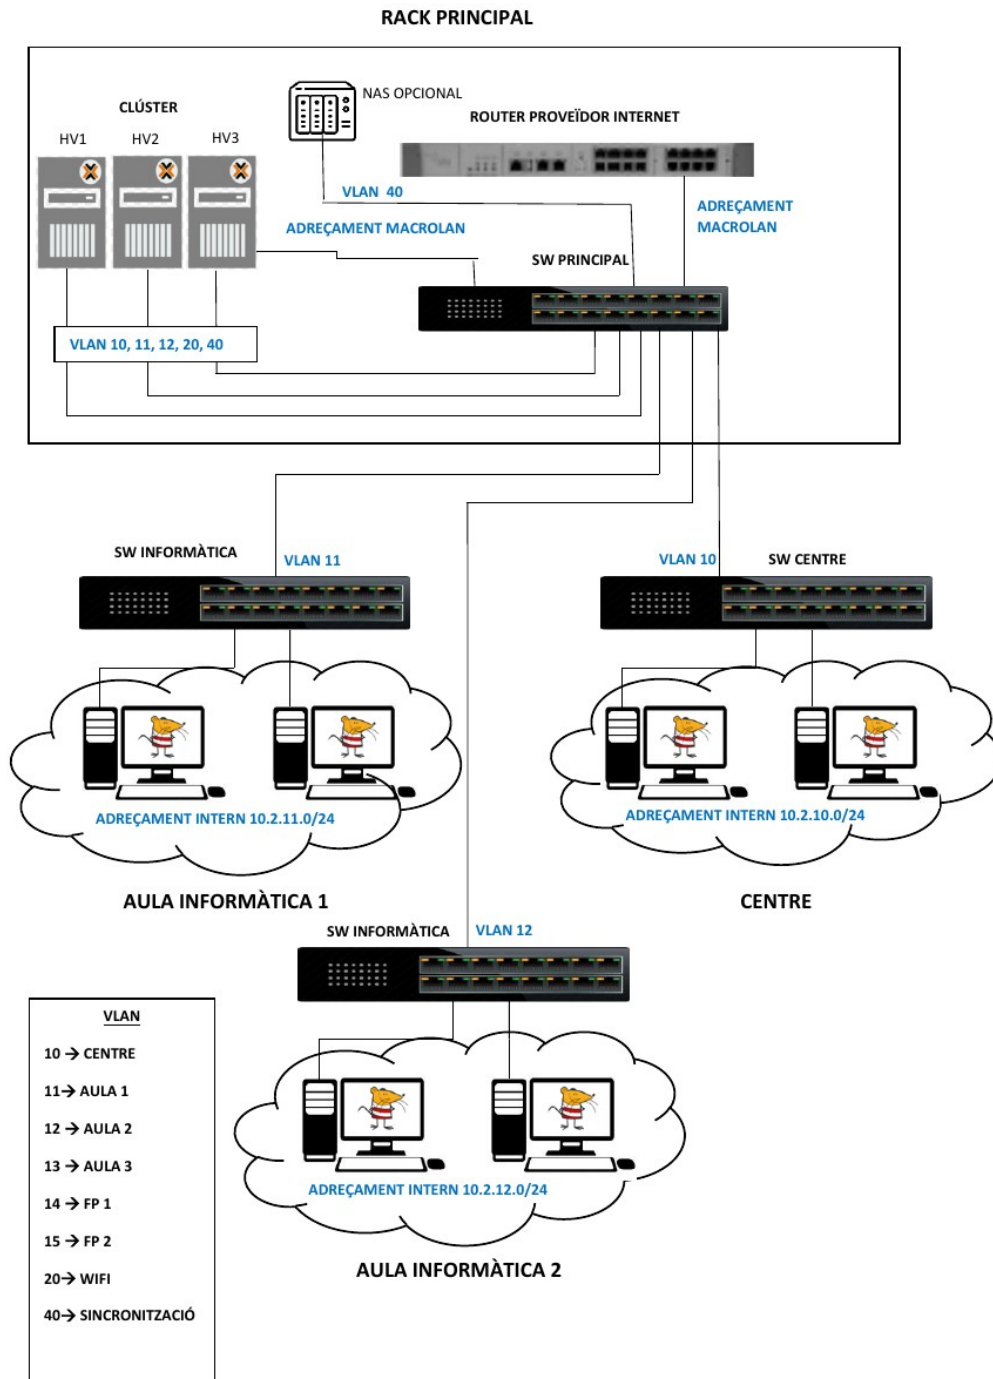 RACK PRINCIPAL
NAS OPCIONAL
CLÚSTER
ROUTER PROVEÏDOR INTERNET
HV1
HV2
HV3
VLAN 40
ADREÇAMENT
MACROLAN
ADREÇAMENT MACROLAN
SW PRINCIPAL
VLAN 10, 11, 12, 20, 40
SW INFORMÀTICA
VLAN 11
VLAN 10
SW CENTRE
ADREÇAMENT INTERN 10.2.11.0/24
ADREÇAMENT INTERN 10.2.10.0/24
AULA INFORMÀTICA 1
CENTRE
SW INFORMÀTICA
VLAN 12
VLAN
10 → CENTRE
11→ AULA 1
12 → AULA 2
13 → AULA 3
14 → FP 1
15 → FP 2
20→ WIFI
40→ SINCRONITZACIÓ
ADREÇAMENT INTERN 10.2.12.0/24
AULA INFORMÀTICA 2